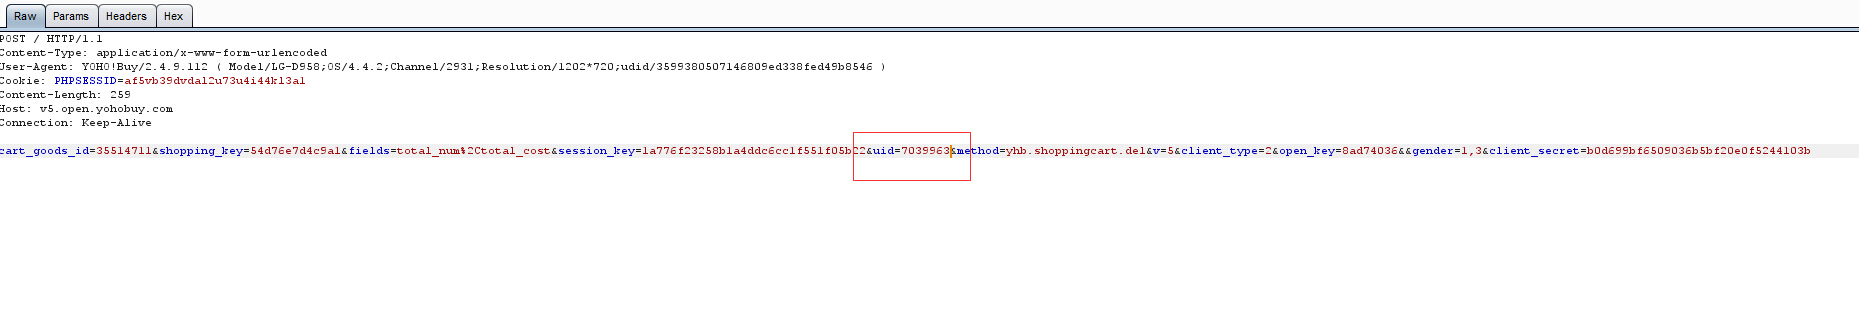 Raw Params Headers Hex
POST / HTTP/1.1
Content-Type: application/x-www-form-urlencoded
User-Agent: YOHO!Buy/2.4.9.112 ( Model/LG-D958;OS/4.4.2;Channel/2931;Resolution/1202*720;udid/3599380507146809ed338fed49b8546 )
Cookie: PHPSESSID=af5vb39dvdal2u73u4i44kl3a1
Content-Length: 259
Host: v5.open.yohobuy.com
Connection: Keep-Alive
cart_goods_id=35514711&shopping_key=54d76e7d4c9a1&fields=total_num%2Ctotal_cost&session_key=1a776f23258b1a4ddc6cc1f551f05b22&uid=7039963&method=yhb.shoppingcart.del&v=5&client_type=2&open_key=8ad74036&&gender=1,3&client_secret=b0d699bf6509036b5bf20e0f5244103b